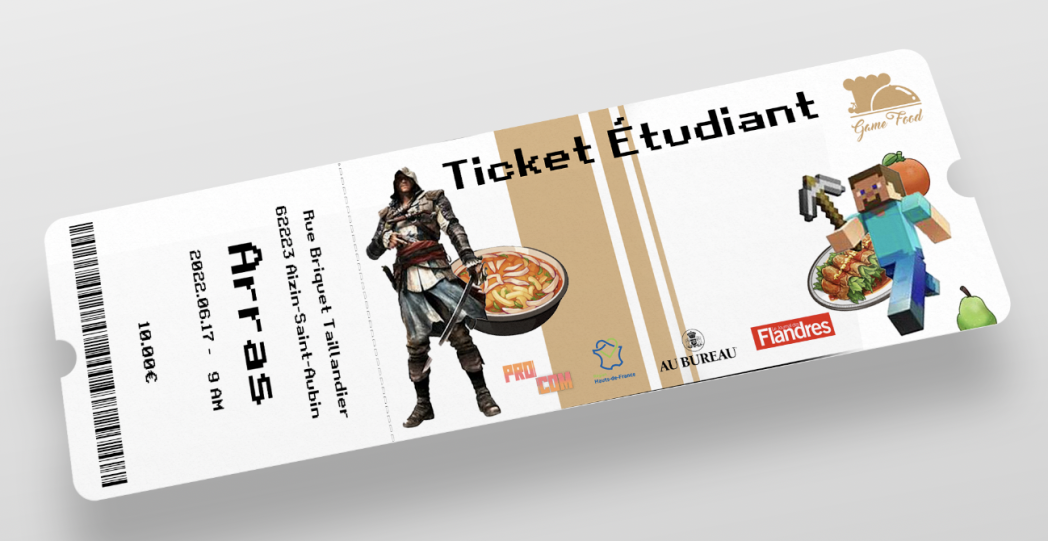 Ticket Étudiant
Game Food
Rue Briquet Taillandier
62223 Aizin-Saint-Aubin
Arras
2022.06.17 - 9 AM
10.00€
PRO
COM
Hauts-de-France
AU BUREAU
Flandres